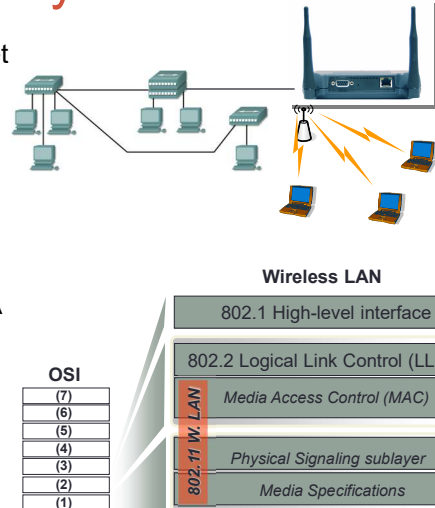 Wireless LAN
802.1 High-level interface
802.2 Logical Link Control (LL
Media Access Control (MAC)
802.11 W. LAN
Physical Signaling sublayer
Media Specifications
OSI
(7)
(6)
(5)
(4)
(3)
(2)
(1)